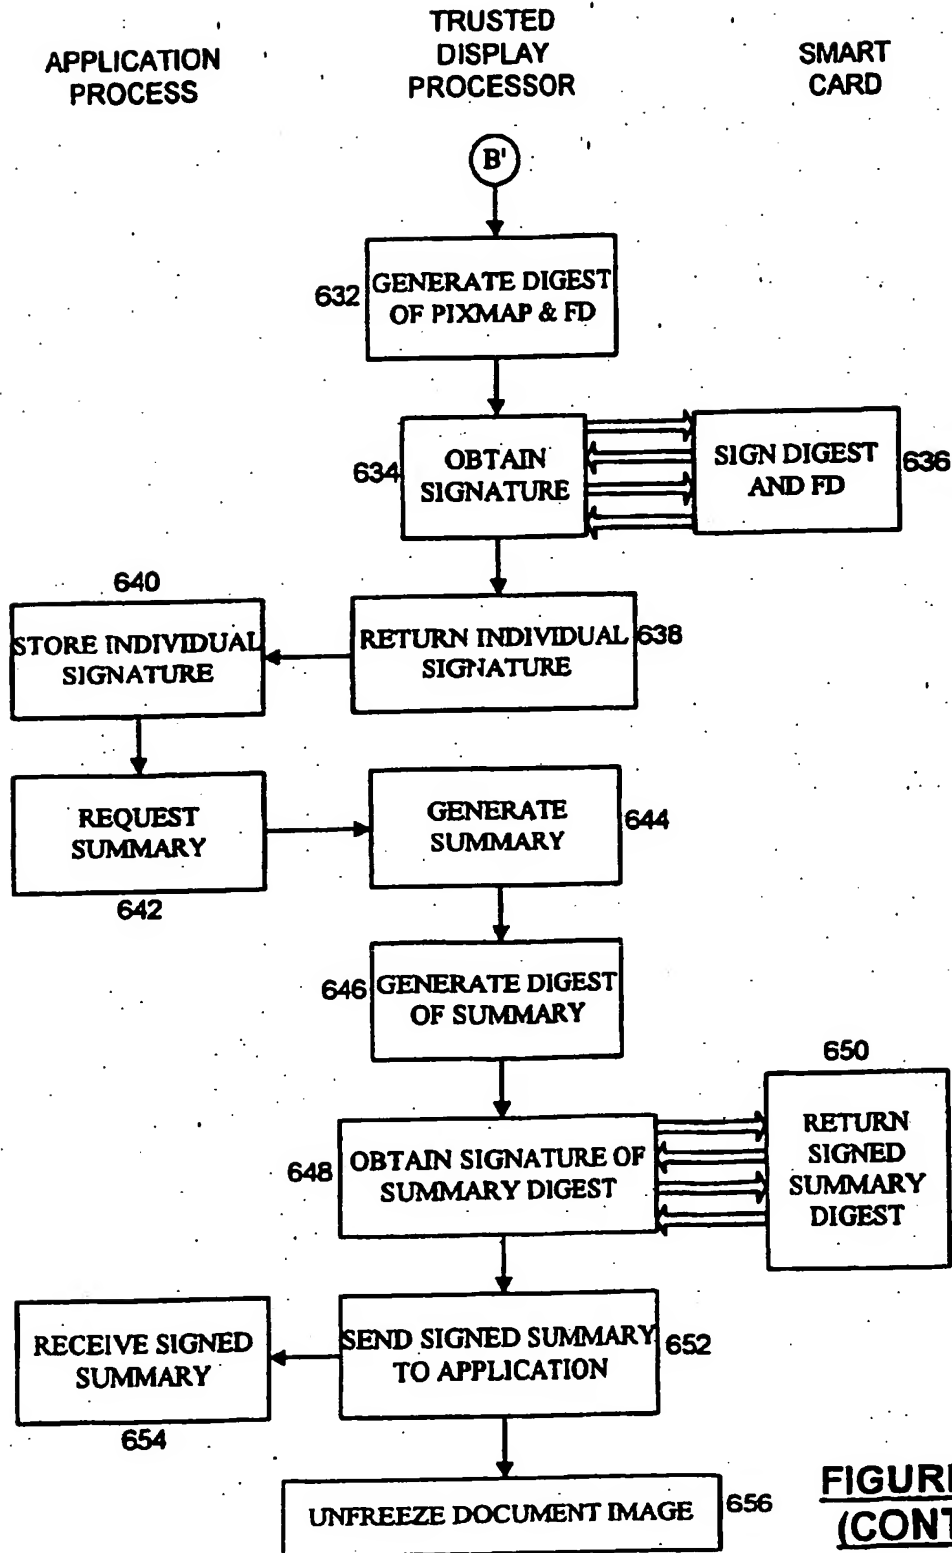 APPLICATION
PROCESS
TRUSTED
DISPLAY
PROCESSOR
SMART
CARD
B'
632
GENERATE DIGEST
OF PIXMAP & FD
634
OBTAIN
SIGNATURE
SIGN DIGEST
AND FD
636
640
STORE INDIVIDUAL
SIGNATURE
RETURN INDIVIDUAL
SIGNATURE
638
REQUEST
SUMMARY
642
GENERATE
SUMMARY
644
646
GENERATE DIGEST
OF SUMMARY
648
OBTAIN SIGNATURE OF
SUMMARY DIGEST
650
RETURN
SIGNED
SUMMARY
DIGEST
RECEIVE SIGNED
SUMMARY
654
SEND SIGNED SUMMARY
TO APPLICATION
652
UNFREEZE DOCUMENT IMAGE
656
FIGURE
(CONT